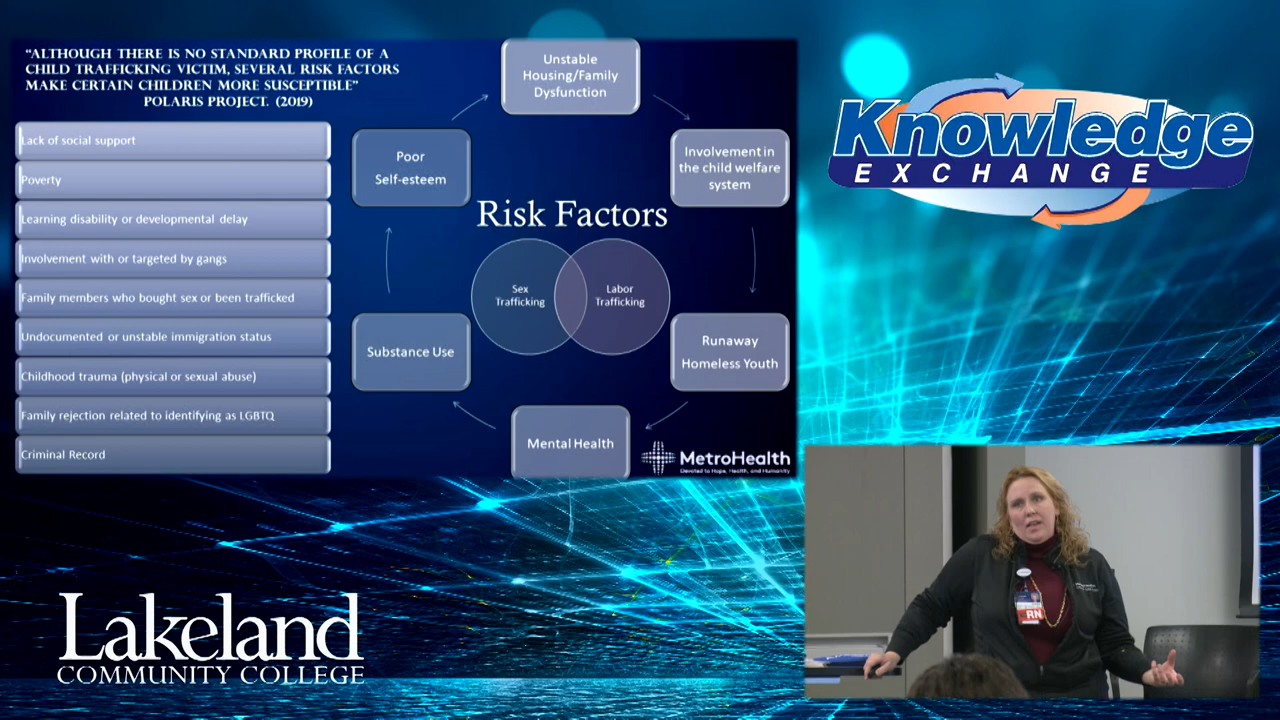 “ALTHOUGH THERE IS NO STANDARD PROFILE OF A
CHILD TRAFFICKING VICTIM, SEVERAL RISK FACTORS
MAKE CERTAIN CHILDREN MORE SUSCEPTIBLE”
POLARIS PROJECT. (2019)
Lack of social support
Poverty
Learning disability or developmental delay
Involvement with or targeted by gangs
Family members who bought sex or been trafficked
Undocumented or unstable immigration status
Childhood trauma (physical or sexual abuse)
Family rejection related to identifying as LGBTQ
Criminal Record
Unstable
Housing/Family
Dysfunction
Involvement in
the child welfare
system
Runaway
Homeless Youth
Mental Health
Substance Use
Poor
Self-esteem
Risk Factors
Sex
Trafficking
Labor
Trafficking
MetroHealth
Devoted to Hope, Health, and Humanity
Knowledge
EXCHANGE
RN
Lakeland
COMMUNITY COLLEGE